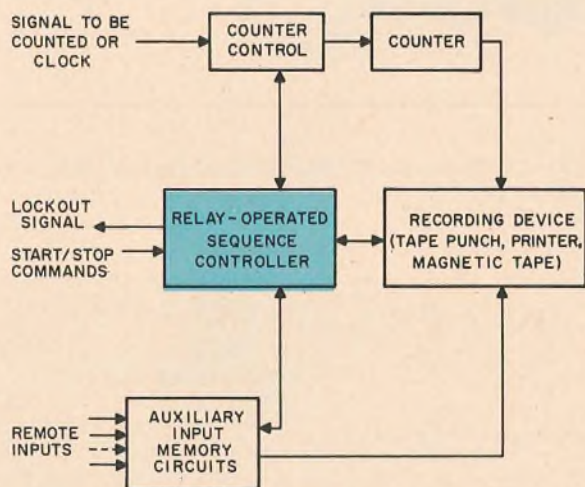 SIGNAL TO BE
COUNTED OR
CLOCK
COUNTER
CONTROL
COUNTER
LOCKOUT
SIGNAL
START/STOP
COMMANDS
RELAY-OPERATED
SEQUENCE
CONTROLLER
RECORDING DEVICE
(TAPE PUNCH, PRINTER,
MAGNETIC TAPE)
REMOTE
INPUTS
AUXILIARY
INPUT
MEMORY
CIRCUITS